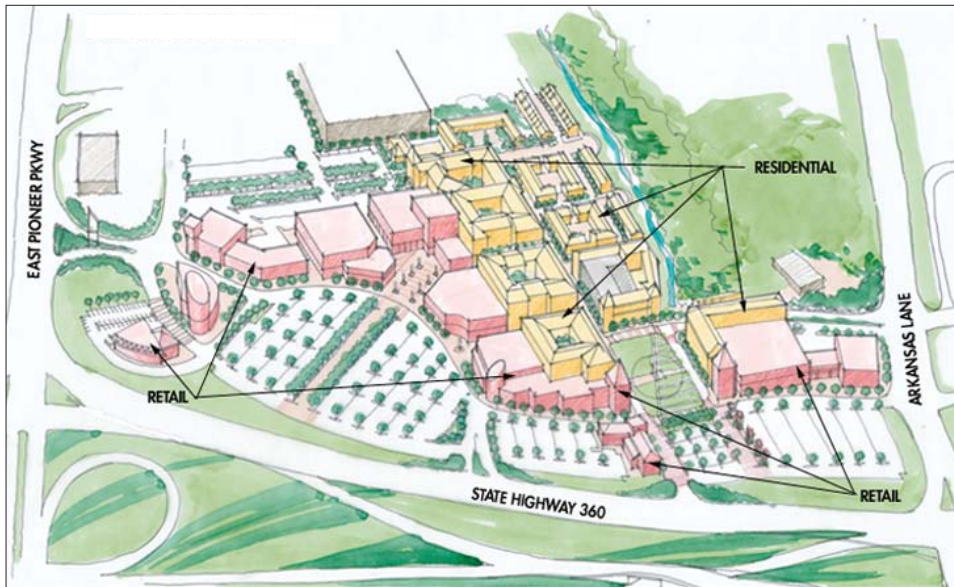 RESIDENTIAL
EAST PIONEER PKWY
ARKANSAS LANE
RETAIL
STATE HIGHWAY 360
RETAIL